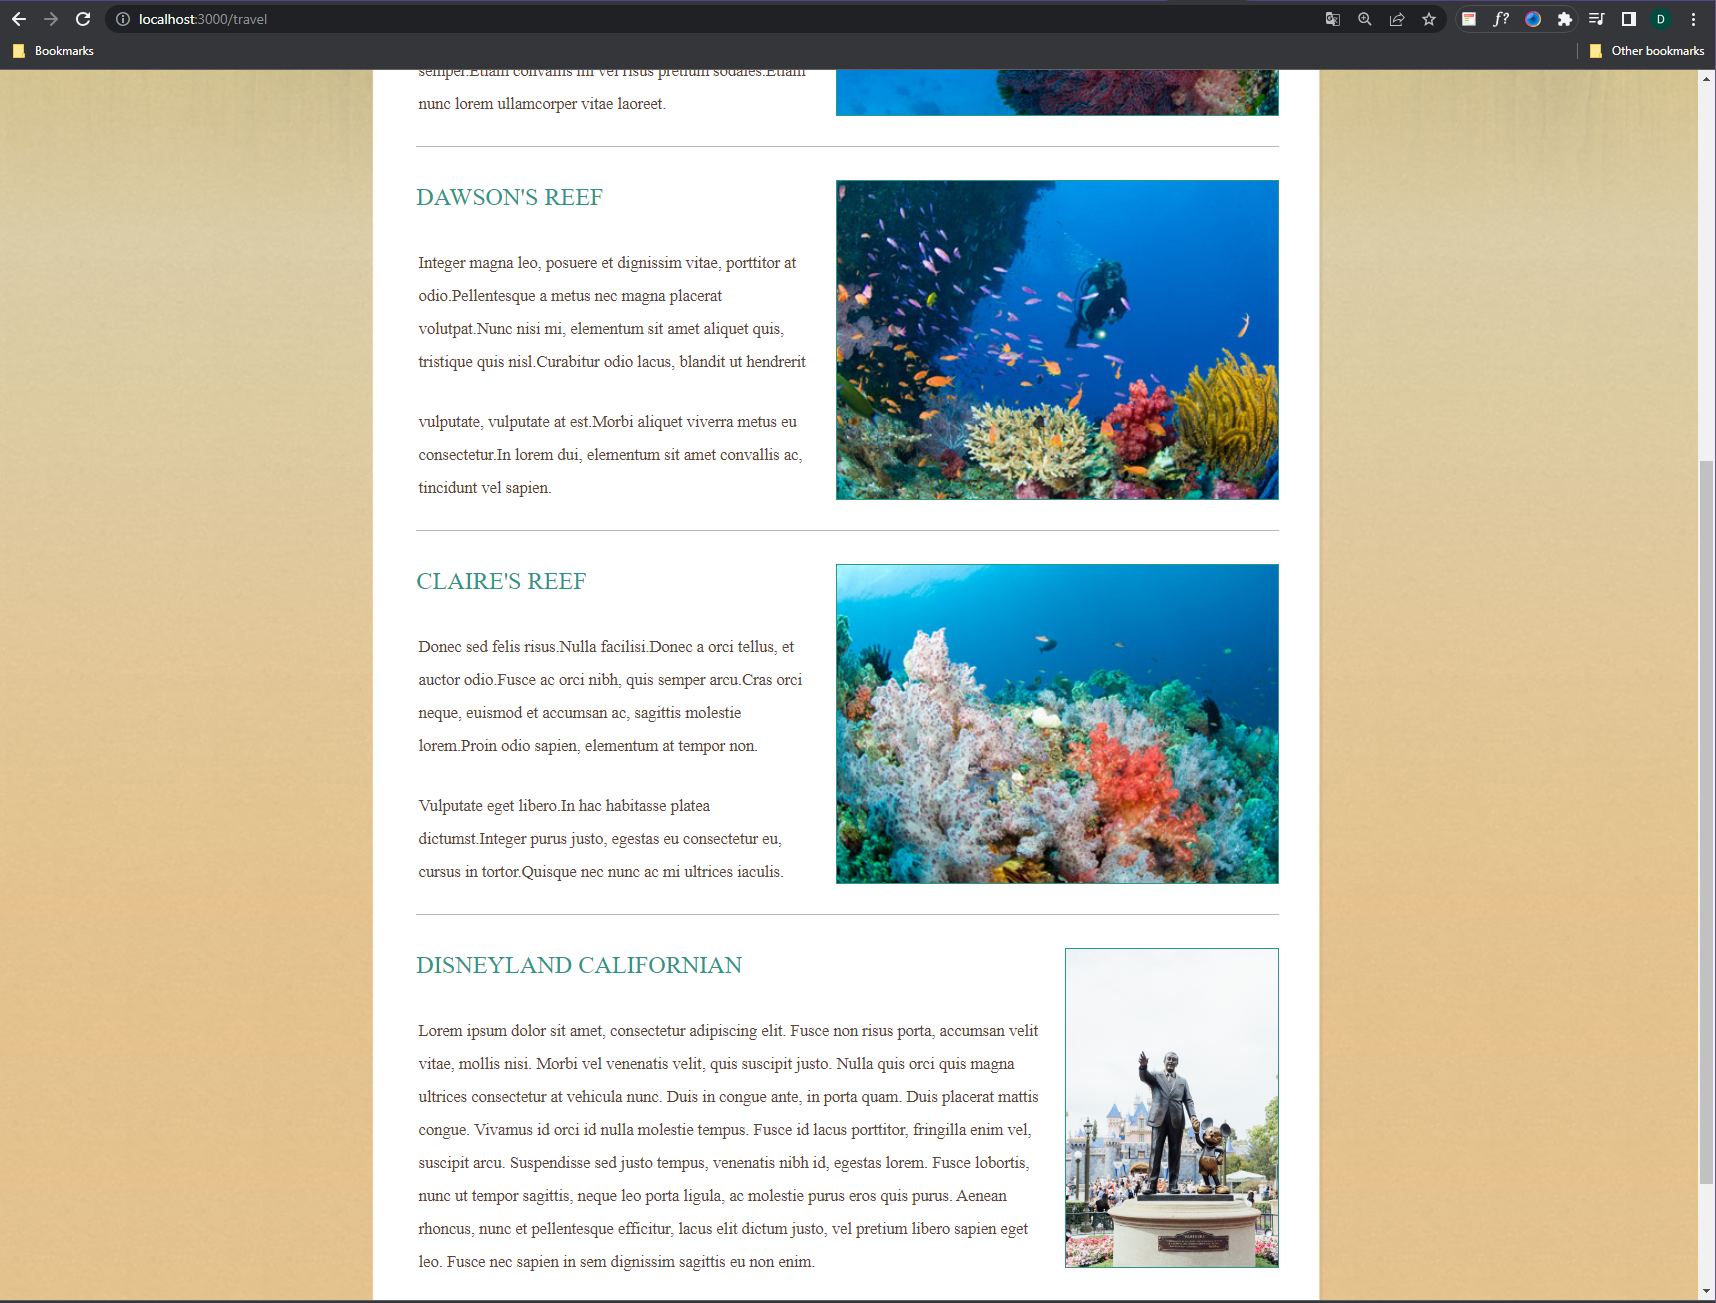 localhost:3000/travel
f?
D
Bookmarks
Other bookmarks
semper.Etiam convallis mi vel risus pretium sodales.Etiam
nunc lorem ullamcorper vitae laoreet.
DAWSON'S REEF
Integer magna leo, posuere et dignissim vitae, porttitor at
odio.Pellentesque a metus nec magna placerat
volutpat.Nunc nisi mi, elementum sit amet aliquet quis,
tristique quis nisl.Curabitur odio lacus, blandit ut hendrerit
vulputate, vulputate at est.Morbi aliquet viverra metus eu
consectetur.In lorem dui, elementum sit amet convallis ac,
tincidunt vel sapien.
CLAIRE'S REEF
Donec sed felis risus.Nulla facilisi.Donec a orci tellus, et
auctor odio.Fusce ac orci nibh, quis semper arcu.Cras orci
neque, euismod et accumsan ac, sagittis molestie
lorem.Proin odio sapien, elementum at tempor non.
Vulputate eget libero.In hac habitasse platea
dictumst.Integer purus justo, egestas eu consectetur eu,
cursus in tortor.Quisque nec nunc ac mi ultrices iaculis.
DISNEYLAND CALIFORNIAN
Lorem ipsum dolor sit amet, consectetur adipiscing elit. Fusce non risus porta, accumsan velit
vitae, mollis nisi. Morbi vel venenatis velit, quis suscipit justo. Nulla quis orci quis magna
ultrices consectetur at vehicula nunc. Duis in congue ante, in porta quam. Duis placerat mattis
congue. Vivamus id orci id nulla molestie tempus. Fusce id lacus porttitor, fringilla enim vel,
suscipit arcu. Suspendisse sed justo tempus, venenatis nibh id, egestas lorem. Fusce lobortis,
nunc ut tempor sagittis, neque leo porta ligula, ac molestie purus eros quis purus. Aenean
rhoncus, nunc et pellentesque efficitur, lacus elit dictum justo, vel pretium libero sapien eget
leo. Fusce nec sapien in sem dignissim sagittis eu non enim.